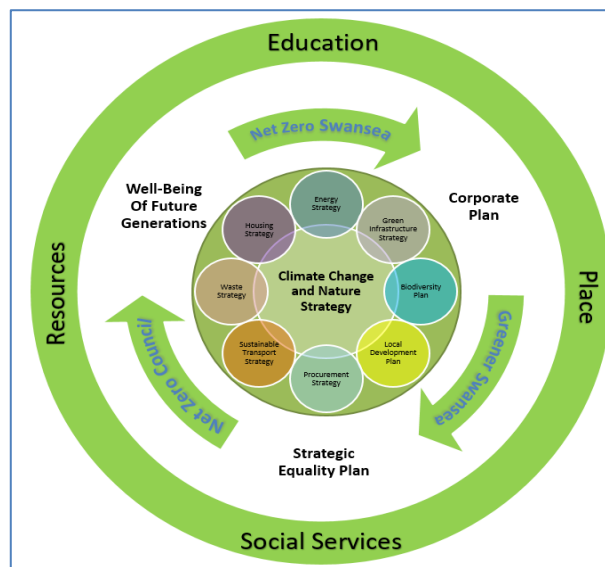 Education
Net Zero Swansea
Well-Being
Of Future
Generations
Corporate
Plan
Energy
Strategy
Housing
Strategy
Green
Infrastructure
Strategy
Resources
Place
Waste
Strategy
Climate Change
and Nature
Strategy
Biodiversity
Plan
Sustainable
Transport
Strategy
Local
Development
Plan
Procurement
Strategy
Net Zero Council
Greener Swansea
Strategic
Equality Plan
Social Services